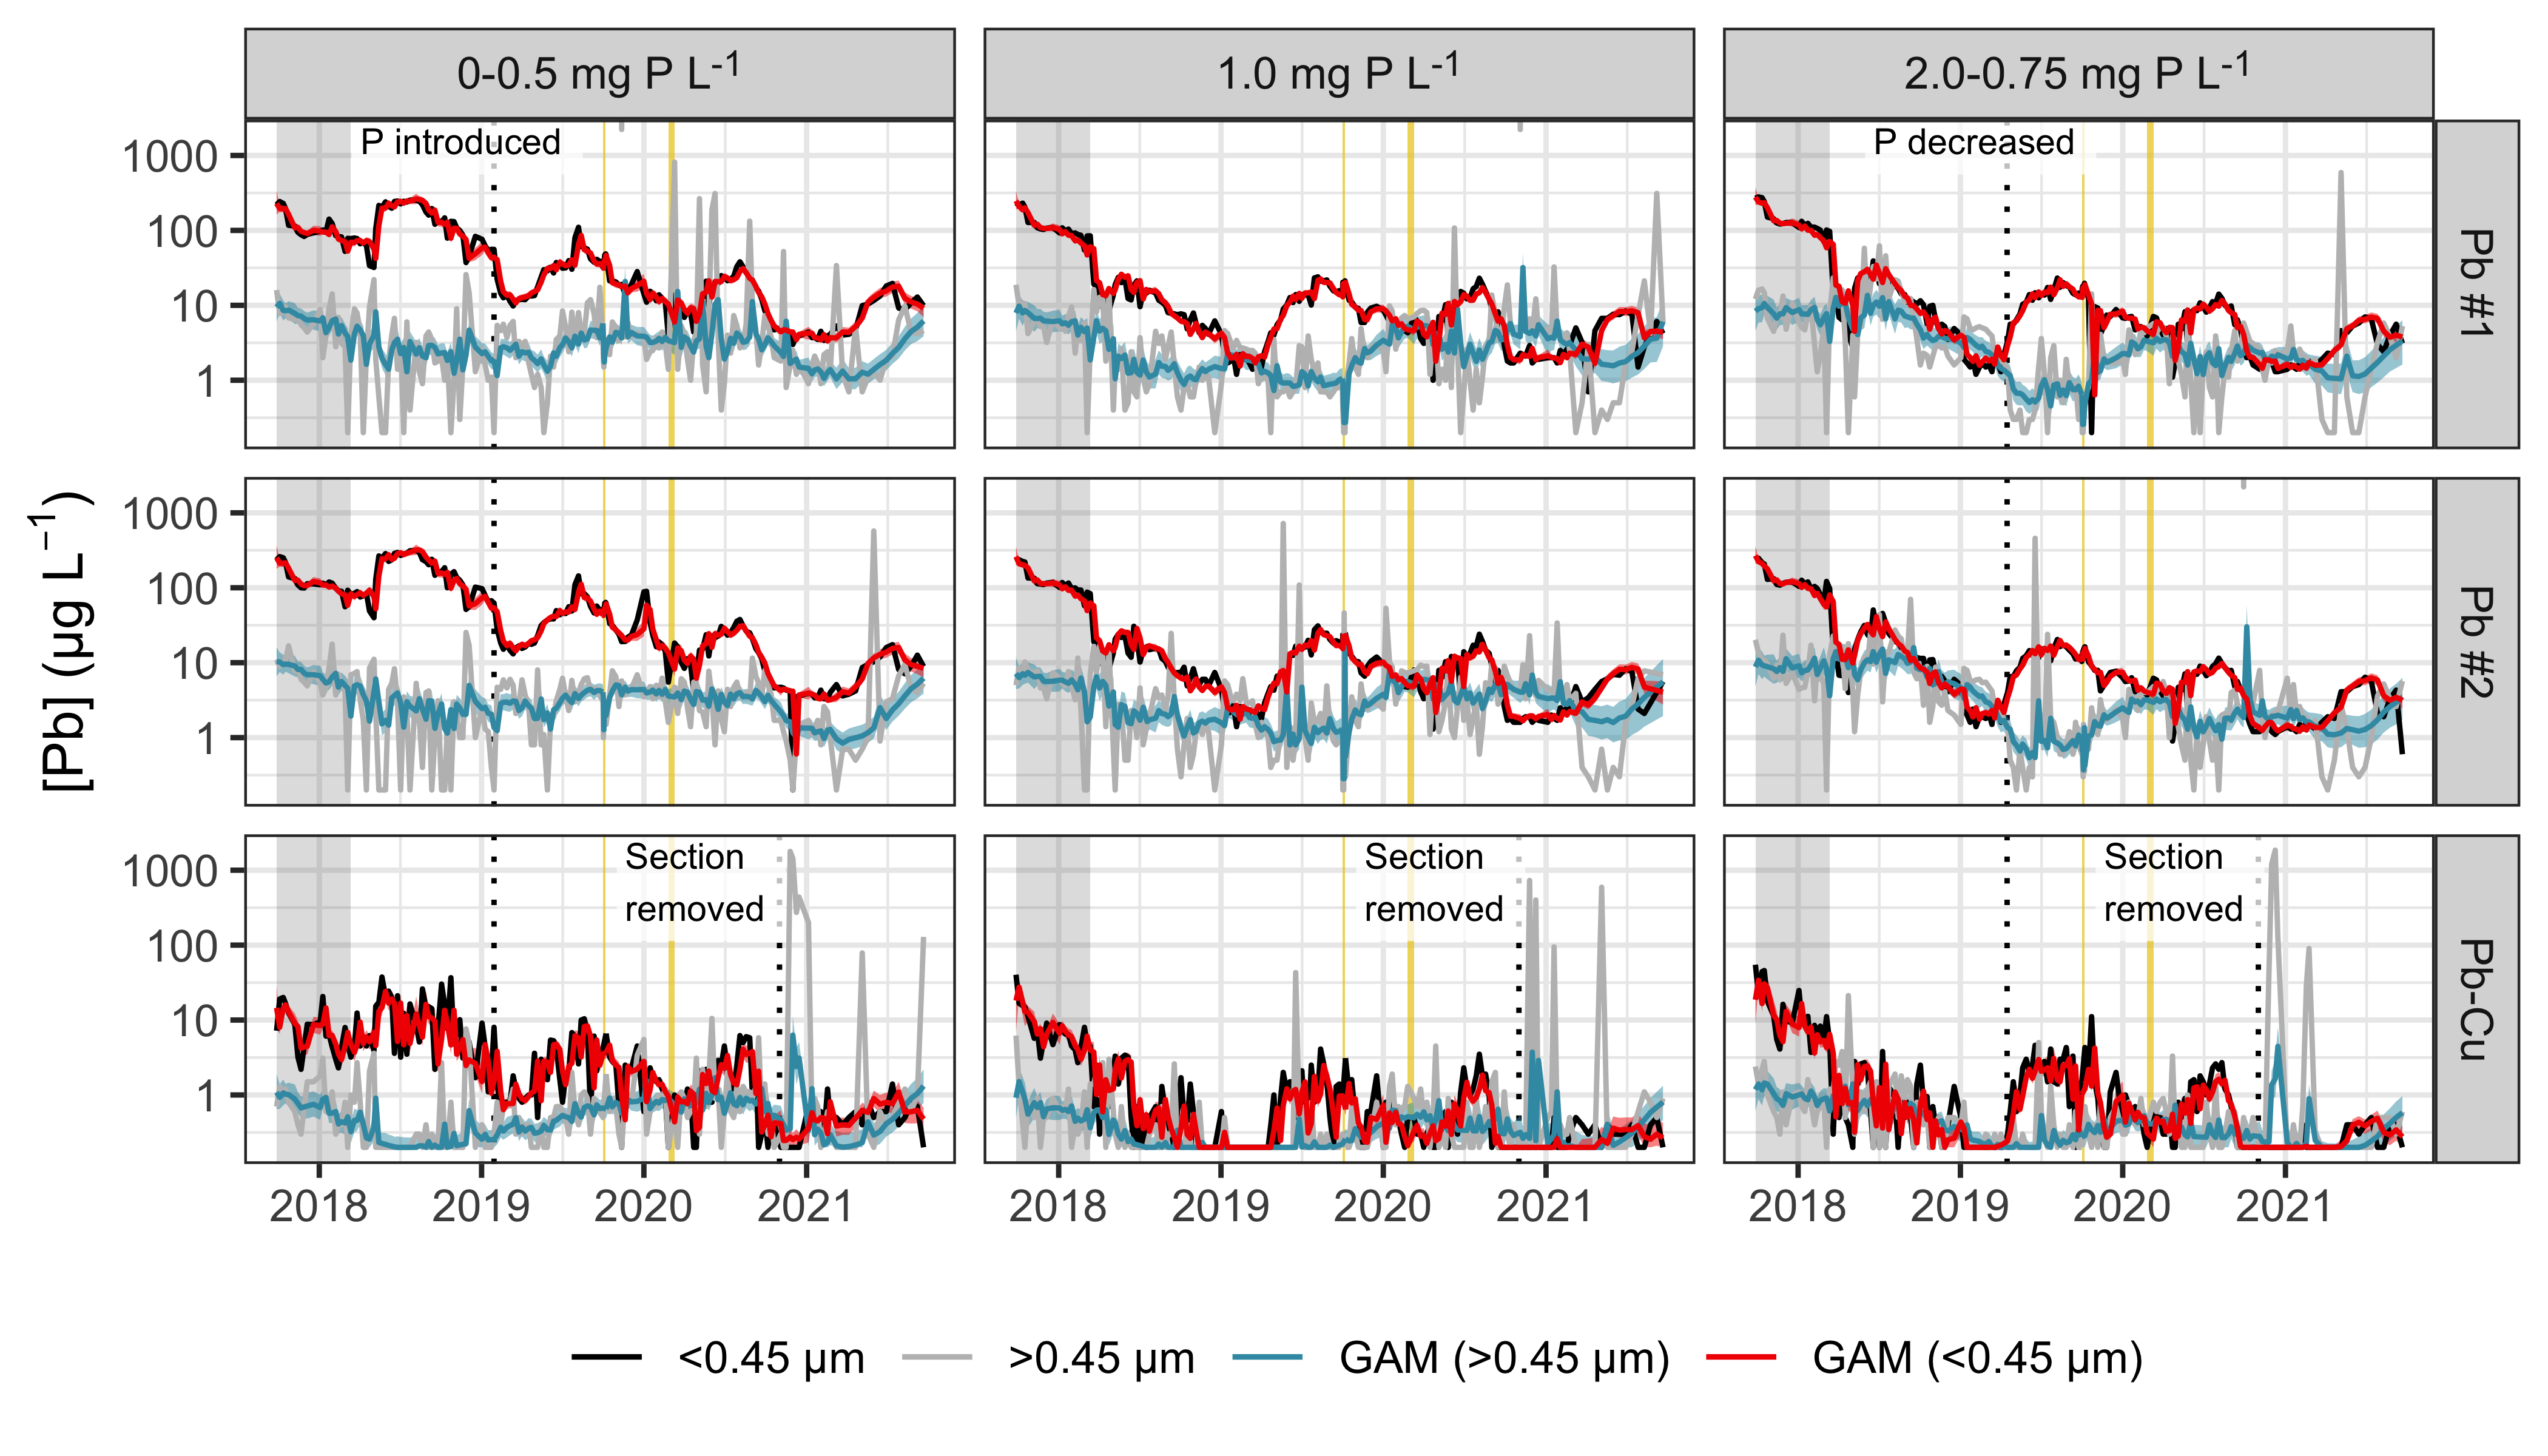 0-0.5 mg P L⁻¹
1.0 mg P L⁻¹
2.0-0.75 mg P L⁻¹
P introduced
P decreased
1000
100
10
1
Pb #1
1000
100
10
1
Pb #2
[Pb] (µg L⁻¹)
Section
removed
Section
removed
Section
removed
1000
100
10
1
Pb-Cu
2018 2019 2020 2021
2018 2019 2020 2021
2018 2019 2020 2021
<0.45 µm >0.45 µm GAM (>0.45 µm) GAM (<0.45 µm)